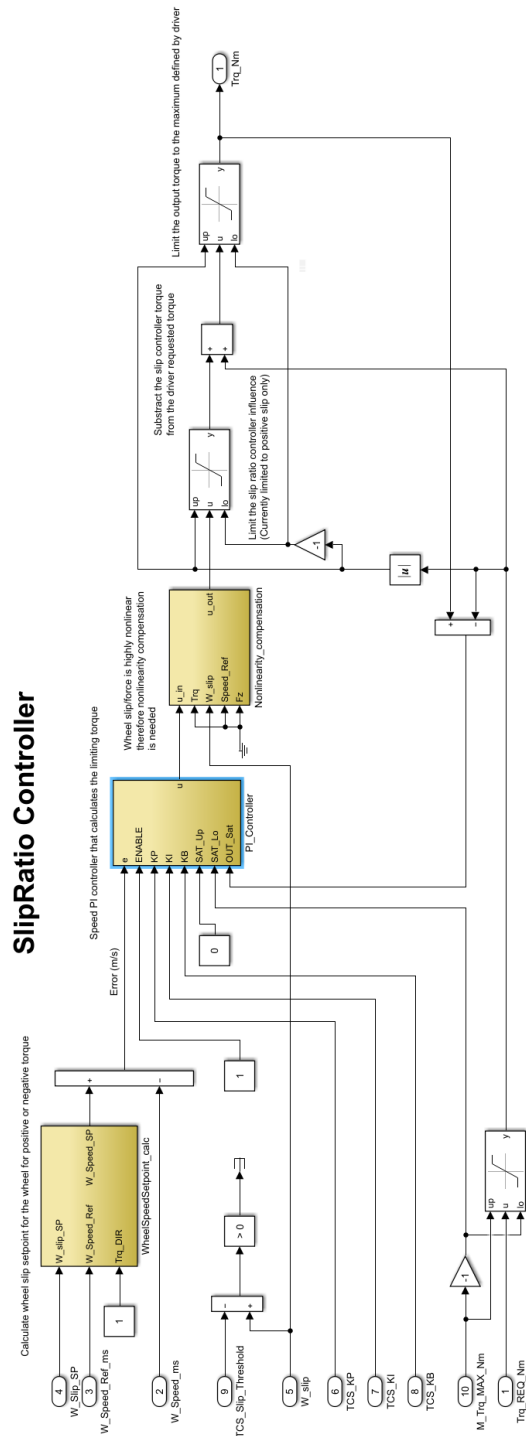 SlipRatio Controller
Calculate wheel slip setpoint for the wheel for positive or negative torque
4
W_Slip_SP
3
W_Speed_Ref_ms
1
W_slip_SP
W_Speed_Ref
Trq_DIR
W_Speed_SP
WheelSpeedSetpoint_calc
2
W_Speed_ms
+
−
Error (m/s)
9
TCS_Slip_Threshold
−
+
> 0
1
5
W_slip
6
TCS_KP
7
TCS_KI
8
TCS_KB
10
M_Trq_MAX_Nm
1
Trq_REQ_Nm
-1
up
u
lo
y
0
Speed PI controller that calculates the limiting torque
e
ENABLE
KP
KI
KB
SAT_Up
SAT_Lo
OUT_Sat
u
PI_Controller
Wheel slip/force is highly nonlinear
therefore nonlinearity compensation
is needed
u_in
Trq
W_slip
Speed_Ref
Fz
u_out
Nonlinearity_compensation
|u|
-1
+
−
up
u
lo
y
Limit the slip ratio controller influence
(Currently limited to positive slip only)
Substract the slip controller torque
from the driver requested torque
+
+
up
u
lo
y
Limit the output torque to the maximum defined by driver
1
Trq_Nm